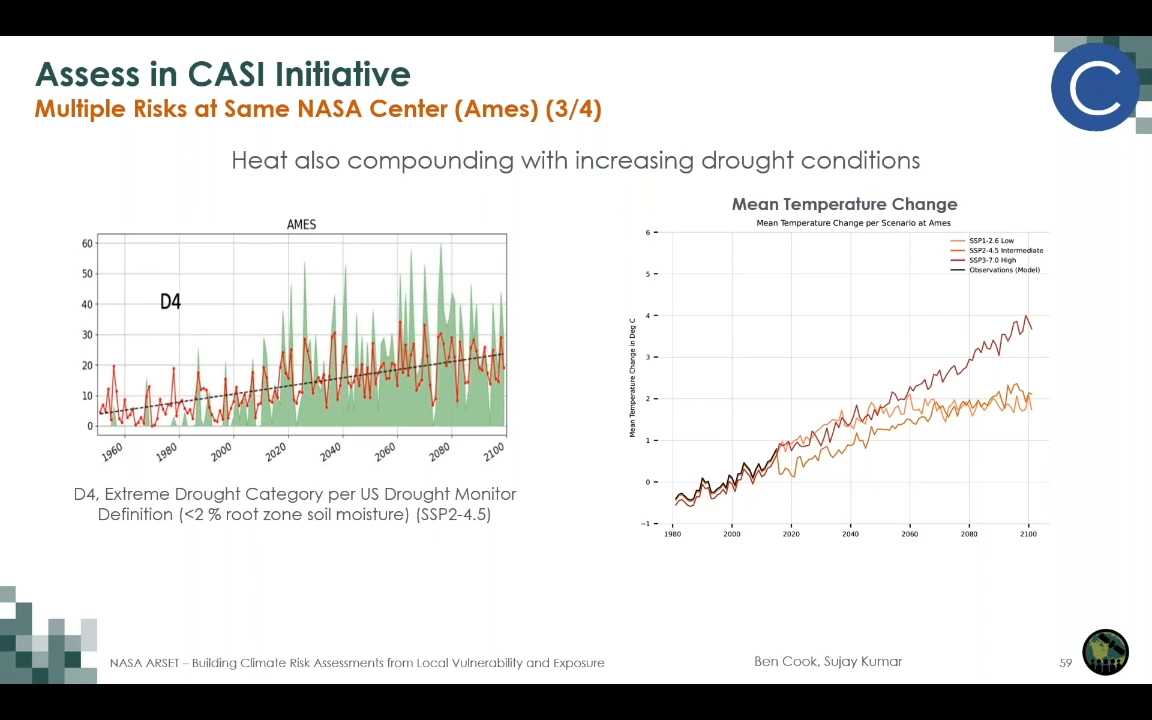 Assess in CASI Initiative
Multiple Risks at Same NASA Center (Ames) (3/4)
C
Heat also compounding with increasing drought conditions
AMES
60
50
40
30
20
10
0
D4
1960 1980 2000 2020 2040 2060 2080 2100
D4, Extreme Drought Category per US Drought Monitor
Definition (<2 % root zone soil moisture) (SSP2-4.5)
Mean Temperature Change
Mean Temperature Change per Scenario at Ames
SSP1-2.6 Low
SSP2-4.5 Intermediate
SSP3-7.0 High
Observations (Model)
Mean Temperature Change in Deg C
6
5
4
3
2
1
0
−1
1980 2000 2020 2040 2060 2080 2100
NASA ARSET – Building Climate Risk Assessments from Local Vulnerability and Exposure
Ben Cook, Sujay Kumar
59